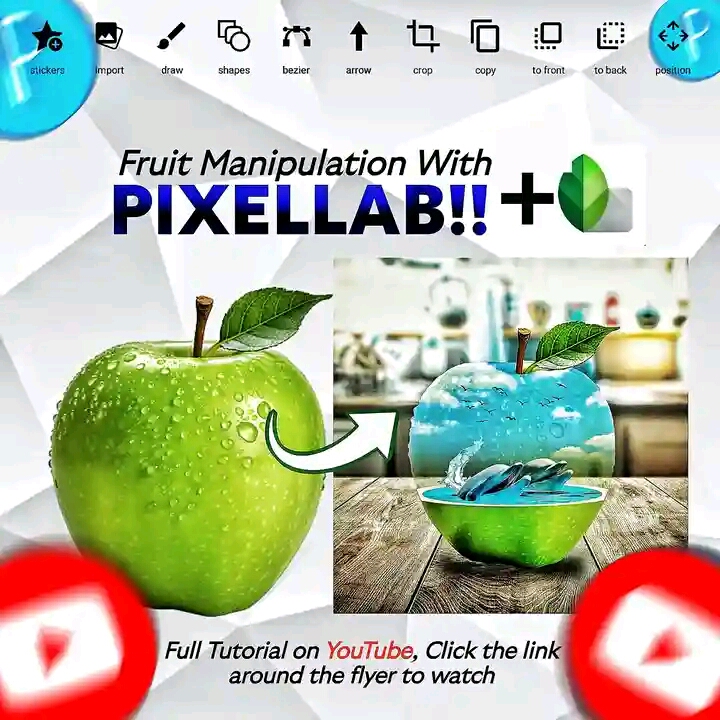 stickers import draw shapes bezier arrow crop copy to front to back position
Fruit Manipulation With
PIXELLAB!! +
Full Tutorial on YouTube, Click the link
around the flyer to watch